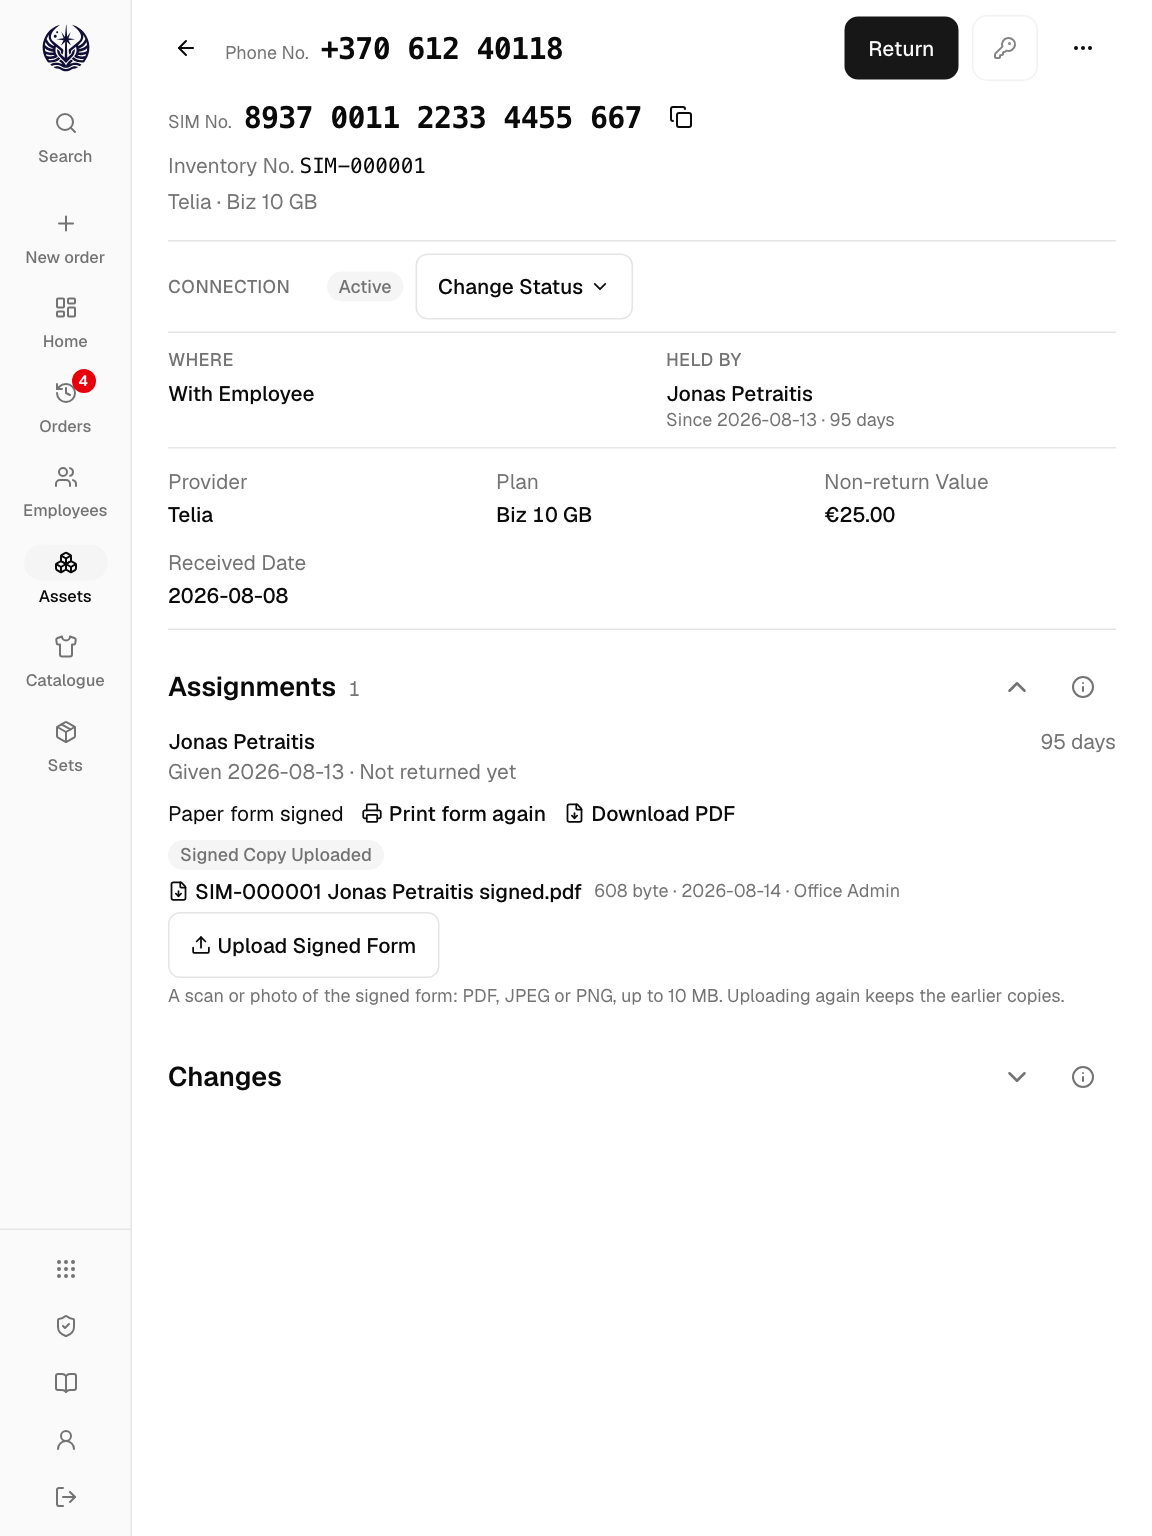 Phone No. +370 612 40118
Return
SIM No. 8937 0011 2233 4455 667
Inventory No. SIM-000001
Telia · Biz 10 GB
CONNECTION
Active
Change Status
WHERE
With Employee
HELD BY
Jonas Petraitis
Since 2026-08-13 · 95 days
Provider
Telia
Plan
Biz 10 GB
Non-return Value
€25.00
Received Date
2026-08-08
Assignments 1
Jonas Petraitis
95 days
Given 2026-08-13 · Not returned yet
Paper form signed
Print form again
Download PDF
Signed Copy Uploaded
SIM-000001 Jonas Petraitis signed.pdf 608 byte · 2026-08-14 · Office Admin
Upload Signed Form
A scan or photo of the signed form: PDF, JPEG or PNG, up to 10 MB. Uploading again keeps the earlier copies.
Changes
Search
New order
Home
4
Orders
Employees
Assets
Catalogue
Sets